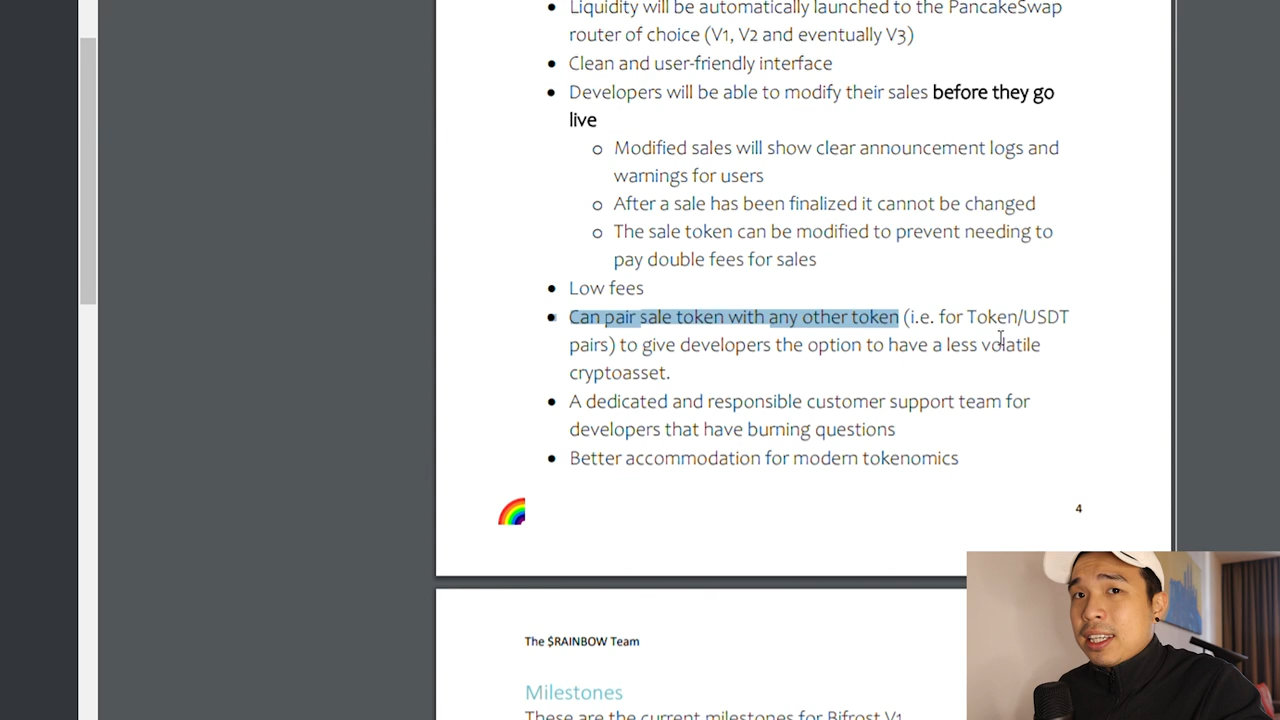 Liquidity will be automatically launched to the PancakeSwap
router of choice (V1, V2 and eventually V3)
Clean and user-friendly interface
Developers will be able to modify their sales before they go
live
Modified sales will show clear announcement logs and
warnings for users
After a sale has been finalized it cannot be changed
The sale token can be modified to prevent needing to
pay double fees for sales
Low fees
Can pair sale token with any other token (i.e. for Token/USDT
pairs) to give developers the option to have a less volatile
cryptoasset.
A dedicated and responsible customer support team for
developers that have burning questions
Better accommodation for modern tokenomics
4
The $RAINBOW Team
Milestones
These are the current milestones for Bifrost V1